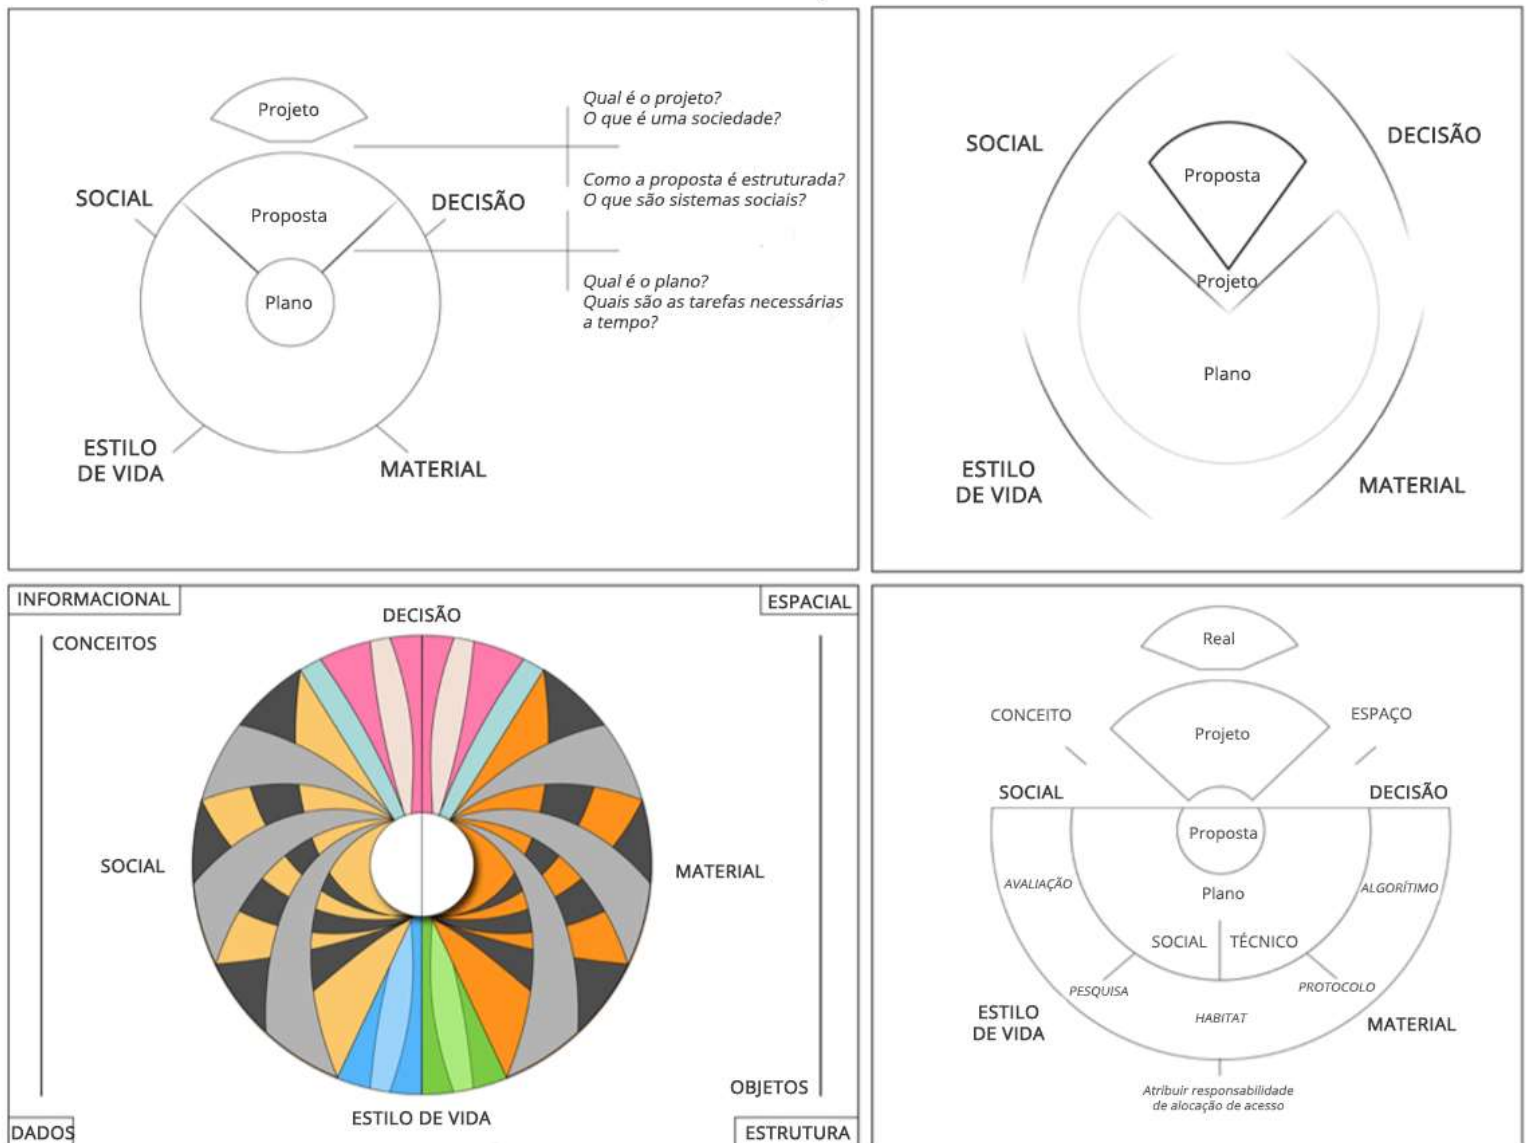 Projeto
SOCIAL
DECISÃO
Proposta
Plano
ESTILO
DE VIDA
MATERIAL
Qual é o projeto?
O que é uma sociedade?
Como a proposta é estruturada?
O que são sistemas sociais?
Qual é o plano?
Quais são as tarefas necessárias
a tempo?
SOCIAL
DECISÃO
Proposta
Projeto
Plano
ESTILO
DE VIDA
MATERIAL
INFORMACIONAL
DECISÃO
ESPACIAL
CONCEITOS
SOCIAL
MATERIAL
OBJETOS
ESTILO DE VIDA
DADOS
ESTRUTURA
Real
CONCEITO
ESPAÇO
Projeto
SOCIAL
DECISÃO
Proposta
AVALIAÇÃO
ALGORÍTIMO
Plano
SOCIAL
TÉCNICO
PESQUISA
PROTOCOLO
ESTILO
DE VIDA
HABITAT
MATERIAL
Atribuir responsabilidade
de alocação de acesso